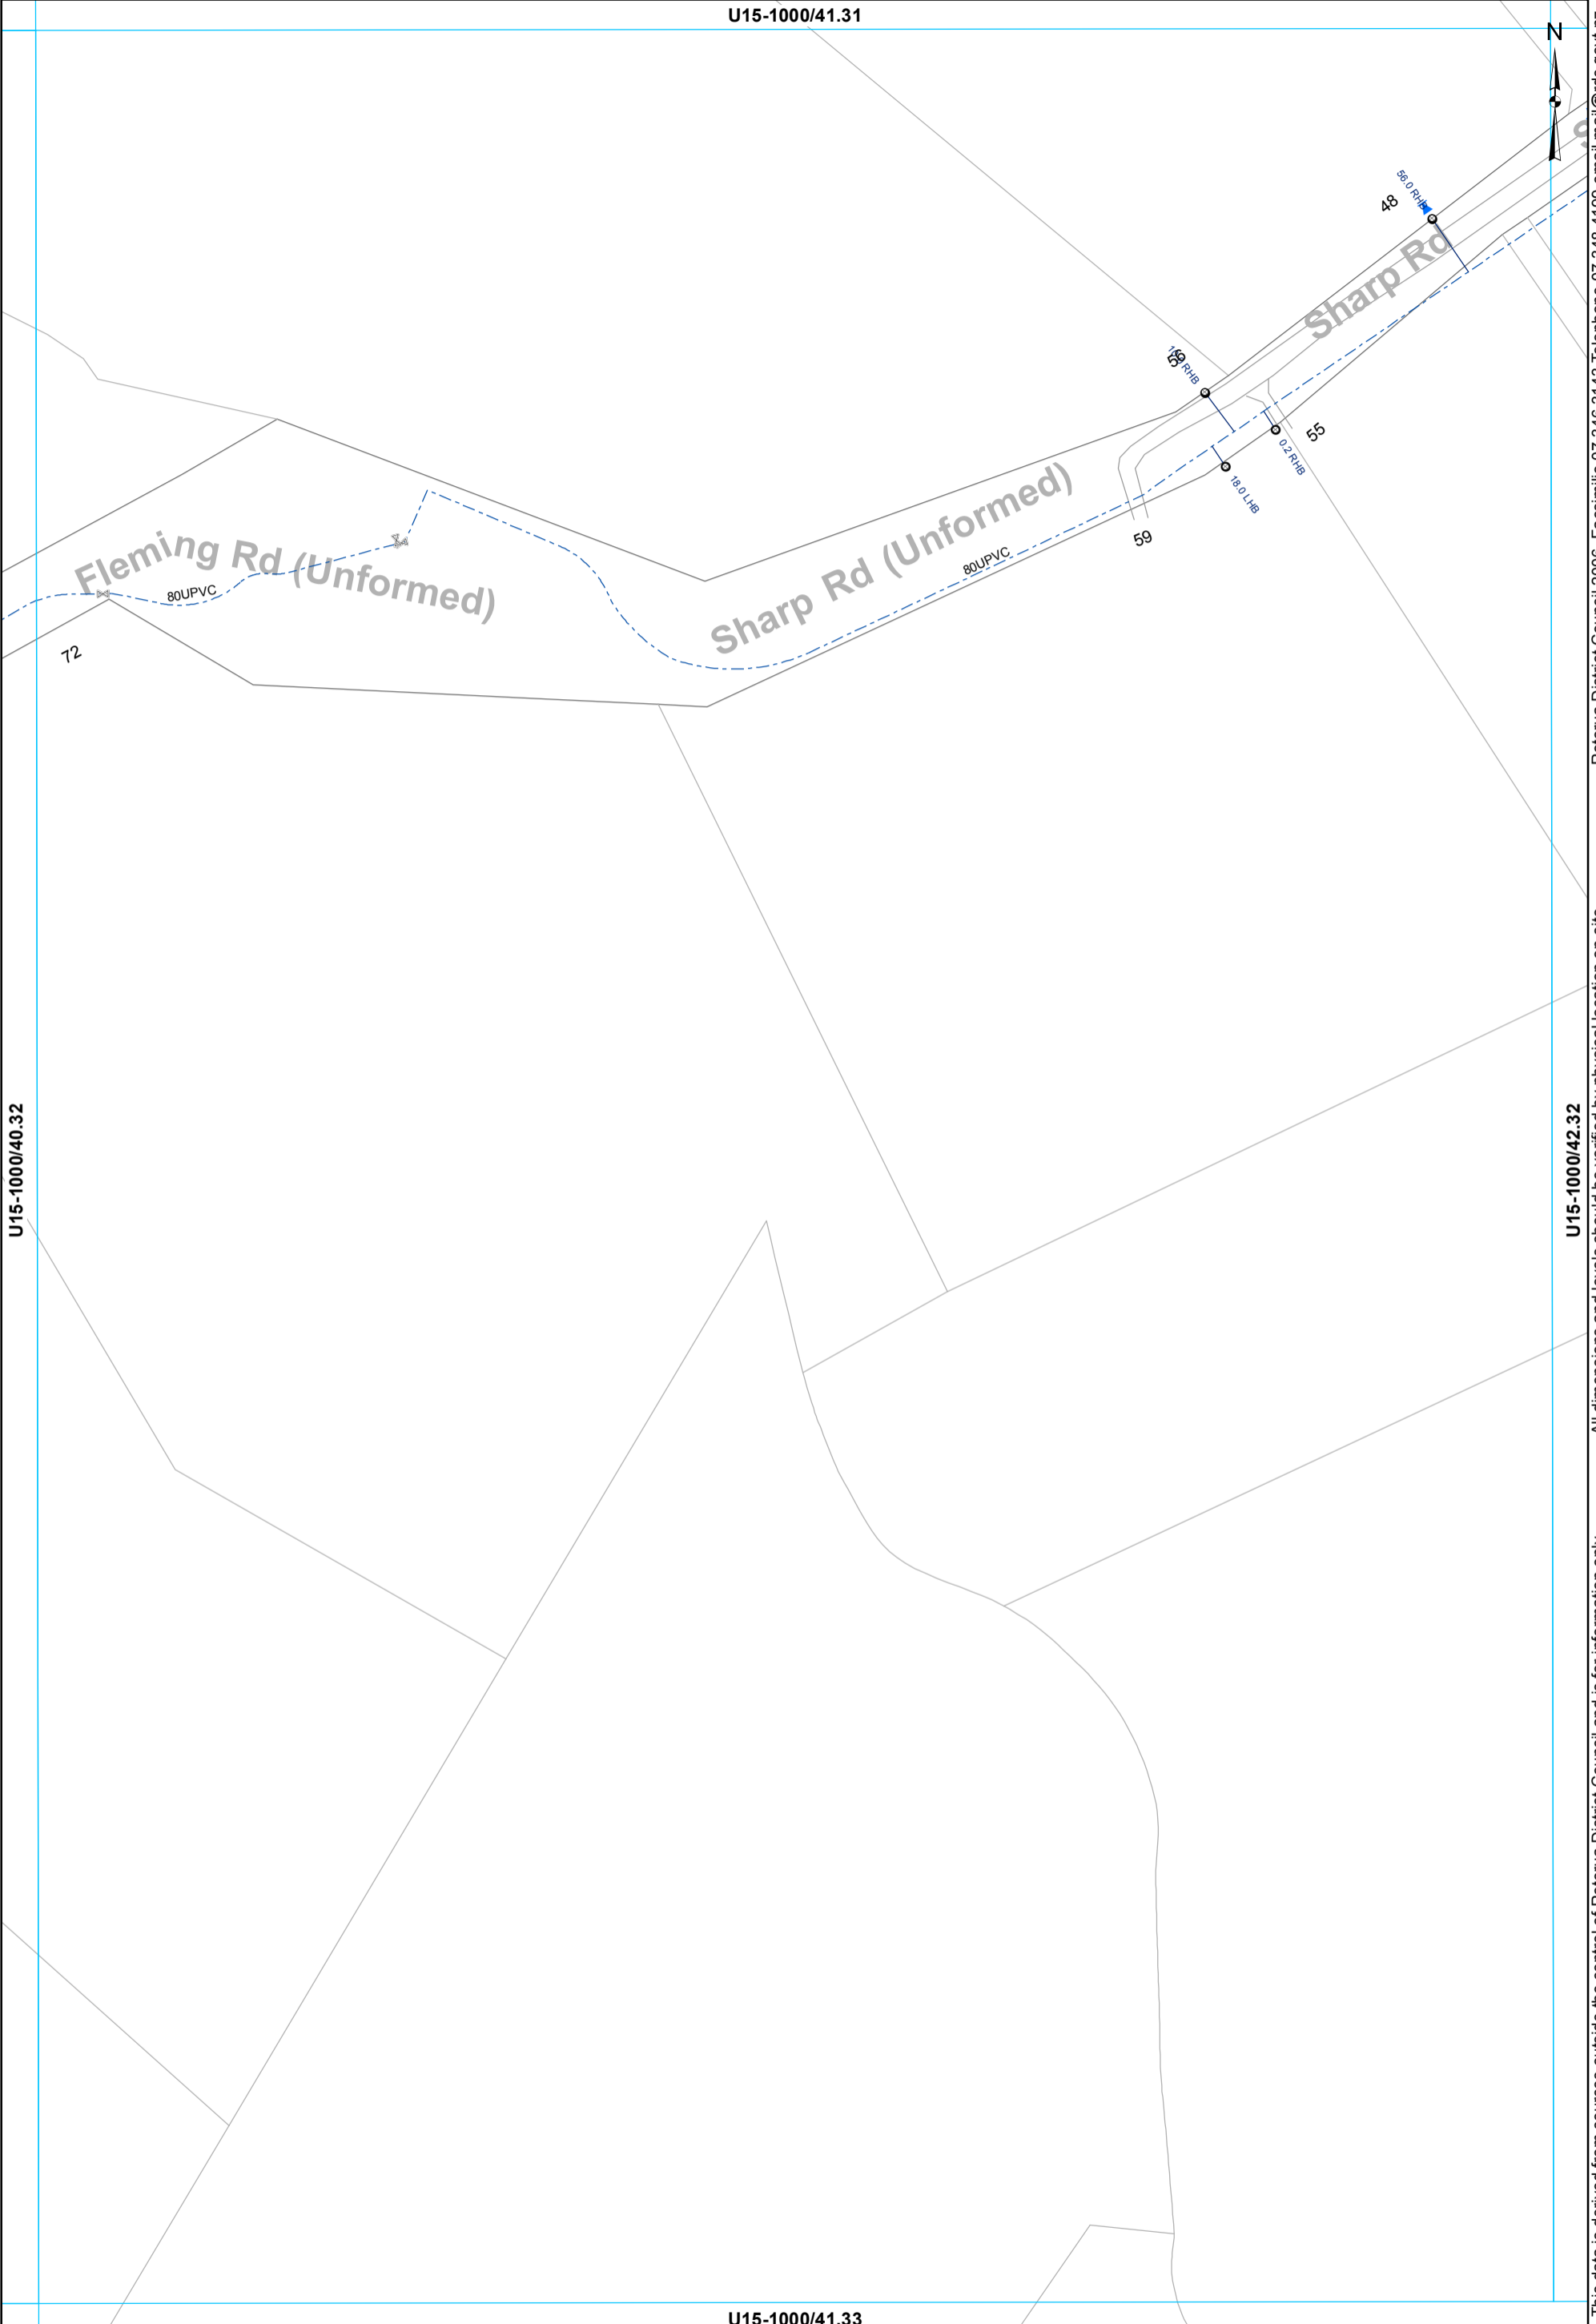 U15-1000/41.31
N
56.0 RHB
48
Sharp Rd
56
RHB
55
0.2 RHB
18.0 LHB
59
Sharp Rd (Unformed)
80UPVC
Fleming Rd (Unformed)
80UPVC
72
U15-1000/40.32
U15-1000/42.32
U15-1000/41.33